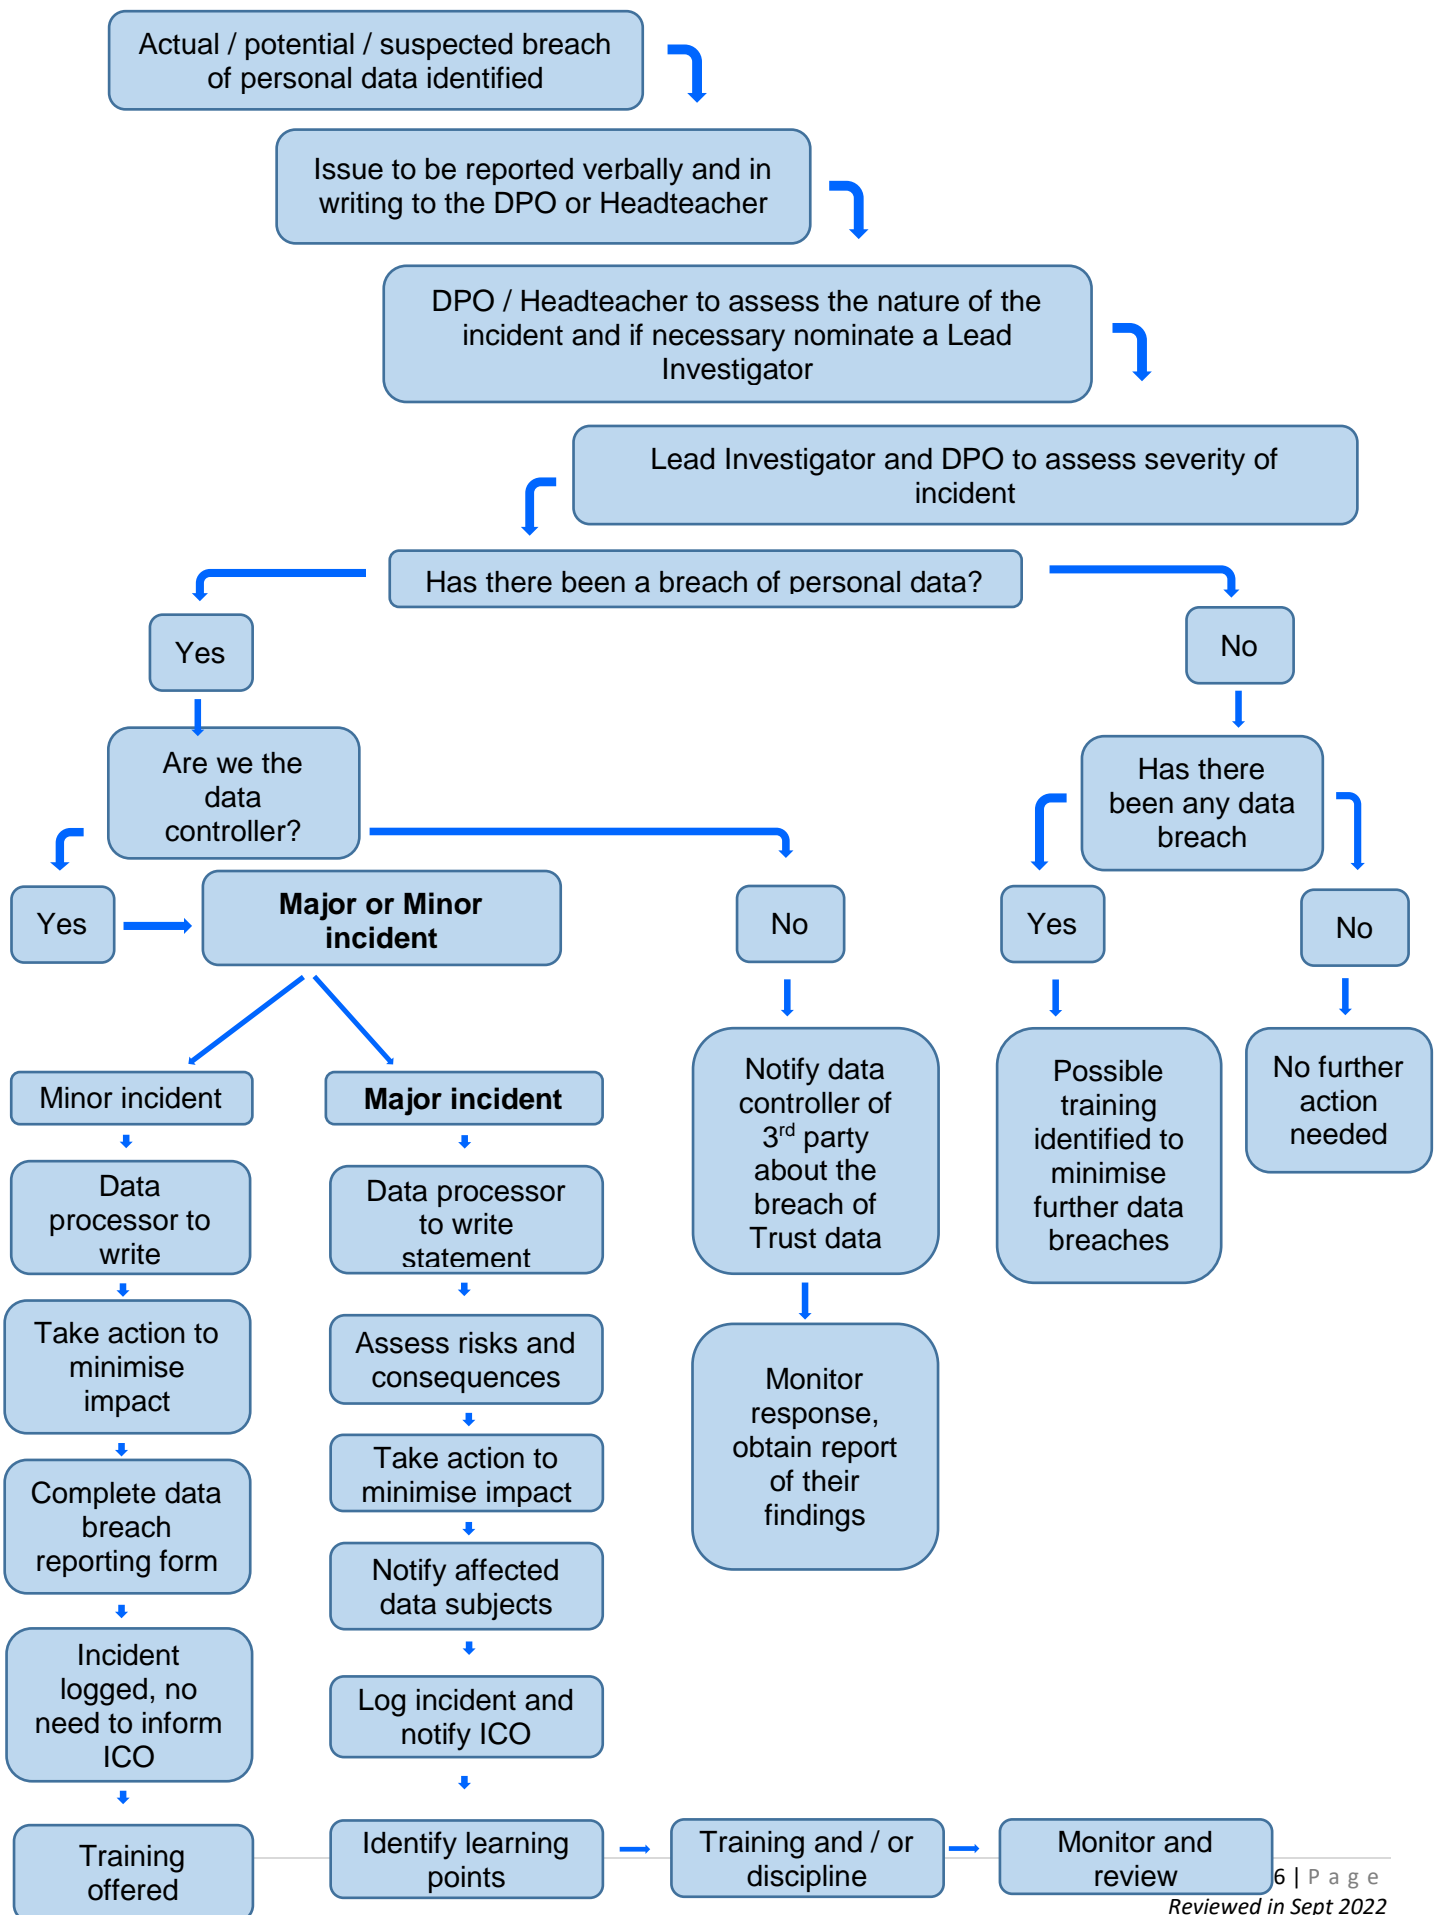 Actual / potential / suspected breach
of personal data identified
Issue to be reported verbally and in
writing to the DPO or Headteacher
DPO / Headteacher to assess the nature of the
incident and if necessary nominate a Lead
Investigator
Lead Investigator and DPO to assess severity of
incident
Has there been a breach of personal data?
Yes
No
Are we the
data
controller?
Has there
been any data
breach
Yes
Major or Minor
incident
No
Yes
No
Minor incident
Major incident
Notify data
controller of
3rd party
about the
breach of
Trust data
Possible
training
identified to
minimise
further data
breaches
No further
action
needed
Data
processor to
write
Data processor
to write
statement
Take action to
minimise
impact
Assess risks and
consequences
Monitor
response,
obtain report
of their
findings
Take action to
minimise impact
Complete data
breach
reporting form
Notify affected
data subjects
Incident
logged, no
need to inform
ICO
Log incident and
notify ICO
Training
offered
Identify learning
points
Training and / or
discipline
Monitor and
review
6 | P a g e
Reviewed in Sept 2022